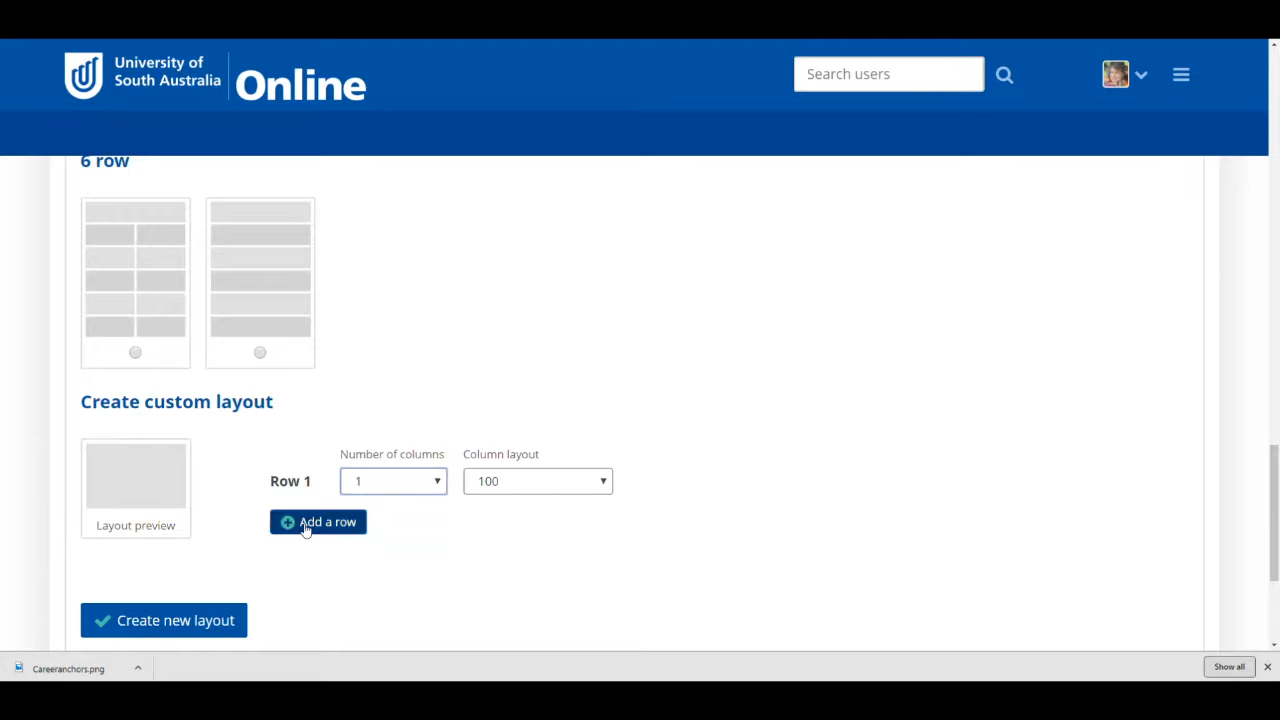 University of
South Australia
Online
Search users
6 row
Create custom layout
Number of columns
Column layout
Row 1
1
100
Add a row
Layout preview
Create new layout
Careeranchors.png
Show all